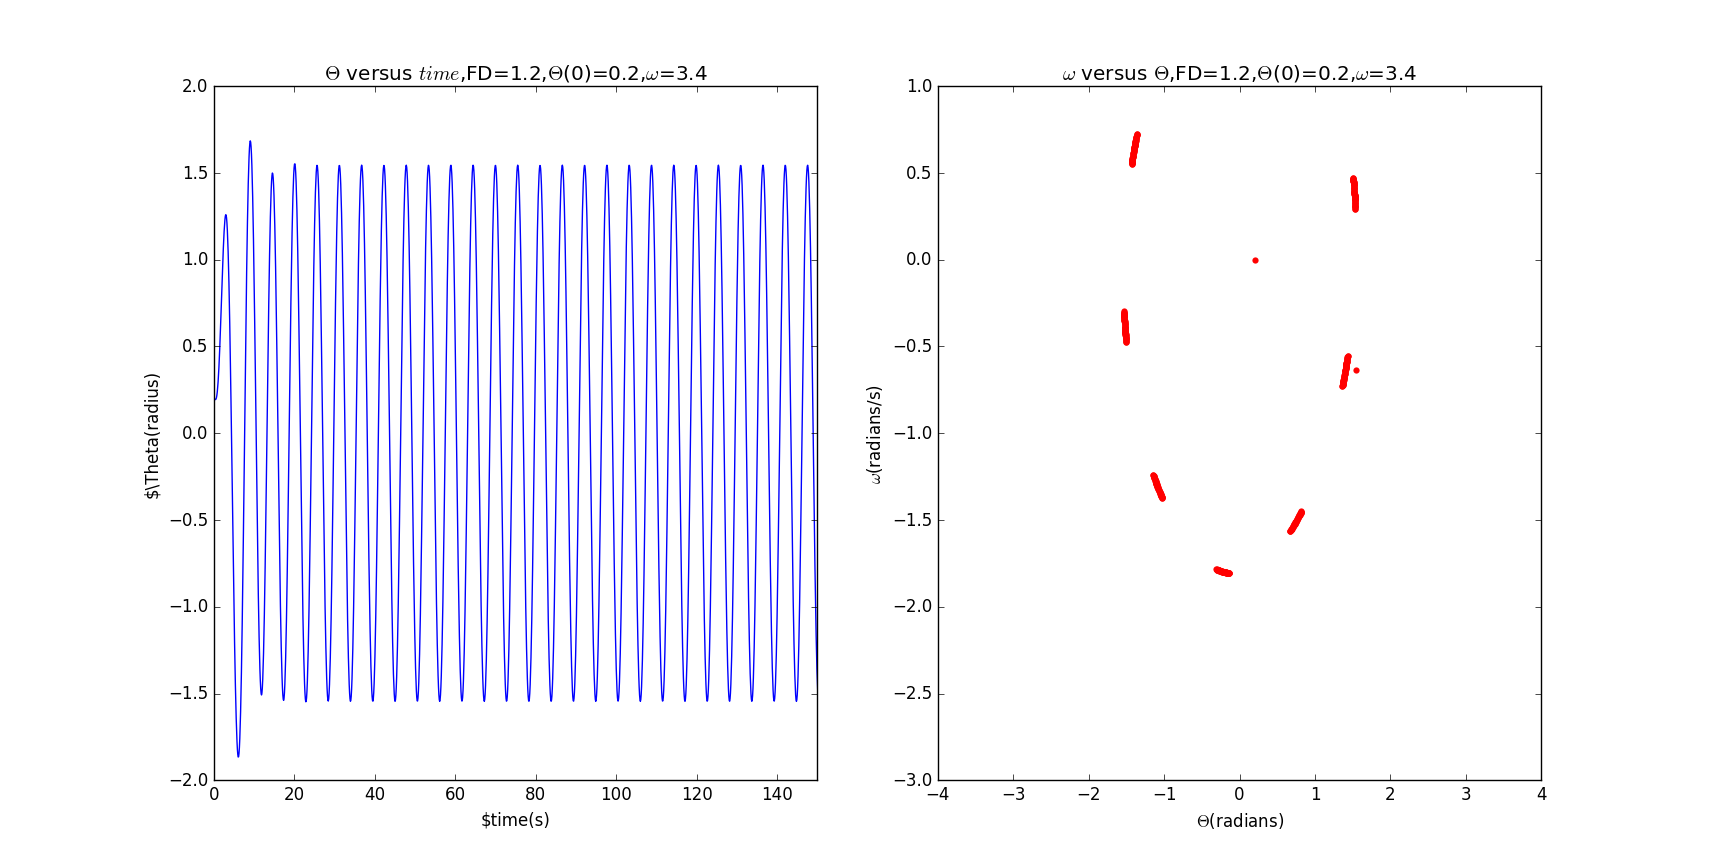 Θ versus time,FD=1.2,Θ(0)=0.2,ω=3.4
2.0
1.5
1.0
0.5
0.0
−0.5
−1.0
−1.5
−2.0
$\Theta(radius)
0 20 40 60 80 100 120 140
$time(s)
ω versus Θ,FD=1.2,Θ(0)=0.2,ω=3.4
1.0
0.5
0.0
−0.5
−1.0
−1.5
−2.0
−2.5
−3.0
ω(radians/s)
−4 −3 −2 −1 0 1 2 3 4
Θ(radians)